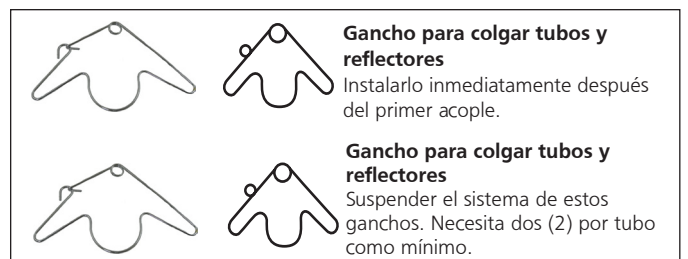 Gancho para colgar tubos y
reflectores
Instalarlo inmediatamente después
del primer acople.
Gancho para colgar tubos y
reflectores
Suspender el sistema de estos
ganchos. Necesita dos (2) por tubo
como mínimo.